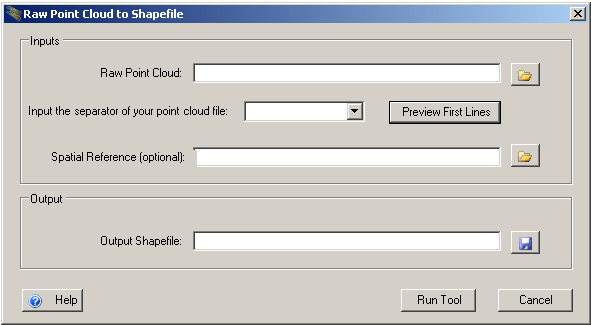 Raw Point Cloud to Shapefile
Inputs
Raw Point Cloud:
Input the separator of your point cloud file:
Preview First Lines
Spatial Reference (optional):
Output
Output Shapefile:
Help
Run Tool
Cancel